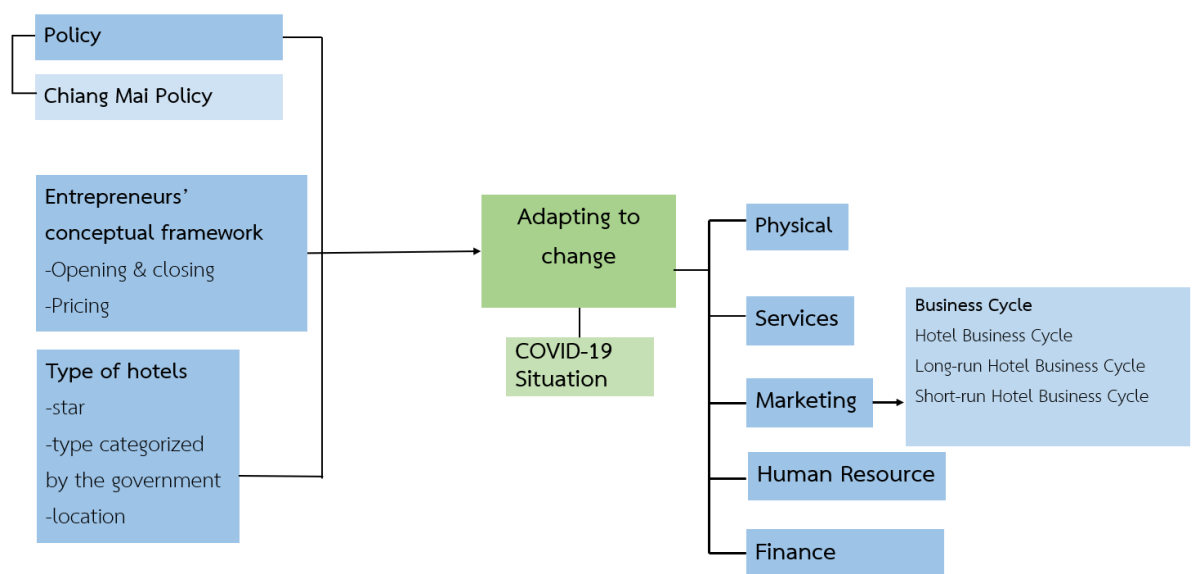 Policy
Chiang Mai Policy
Entrepreneurs’
conceptual framework
-Opening & closing
-Pricing
Type of hotels
-star
-type categorized
by the government
-location
Adapting to
change
COVID-19
Situation
Physical
Services
Marketing
Human Resource
Finance
Business Cycle
Hotel Business Cycle
Long-run Hotel Business Cycle
Short-run Hotel Business Cycle